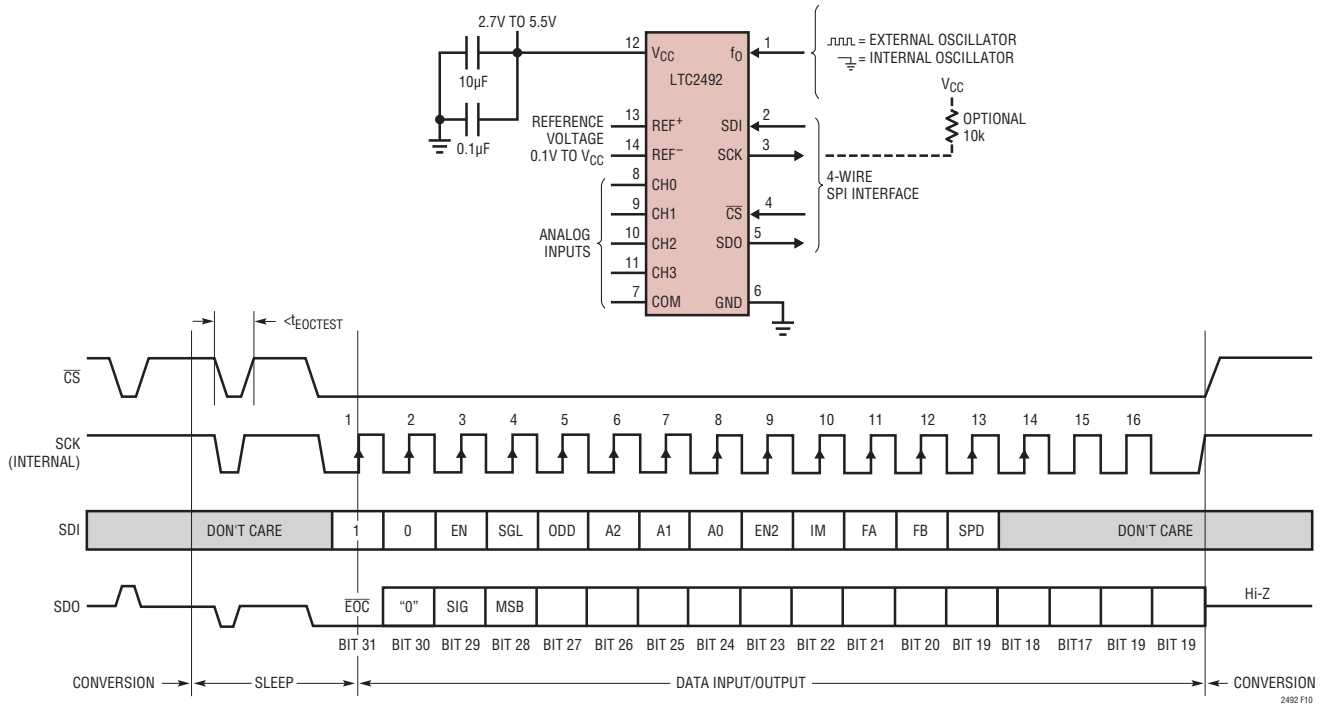 2.7V TO 5.5V
12
VCC
fO
1
= EXTERNAL OSCILLATOR
= INTERNAL OSCILLATOR
LTC2492
10µF
0.1µF
VCC
OPTIONAL
10k
REFERENCE
VOLTAGE
0.1V TO VCC
13
REF+
SDI
2
14
REF–
SCK
3
4-WIRE
SPI INTERFACE
8
CH0
9
CH1
CS
4
ANALOG
INPUTS
10
CH2
SDO
5
11
CH3
7
COM
GND
6
<tEOCTEST
CS
1 2 3 4 5 6 7 8 9 10 11 12 13 14 15 16
SCK
(INTERNAL)
SDI DON'T CARE 1 0 EN SGL ODD A2 A1 A0 EN2 IM FA FB SPD DON'T CARE
SDO EOC “0” SIG MSB Hi-Z
BIT 31 BIT 30 BIT 29 BIT 28 BIT 27 BIT 26 BIT 25 BIT 24 BIT 23 BIT 22 BIT 21 BIT 20 BIT 19 BIT 18 BIT17 BIT 19 BIT 19
CONVERSION SLEEP DATA INPUT/OUTPUT CONVERSION
2492 F10